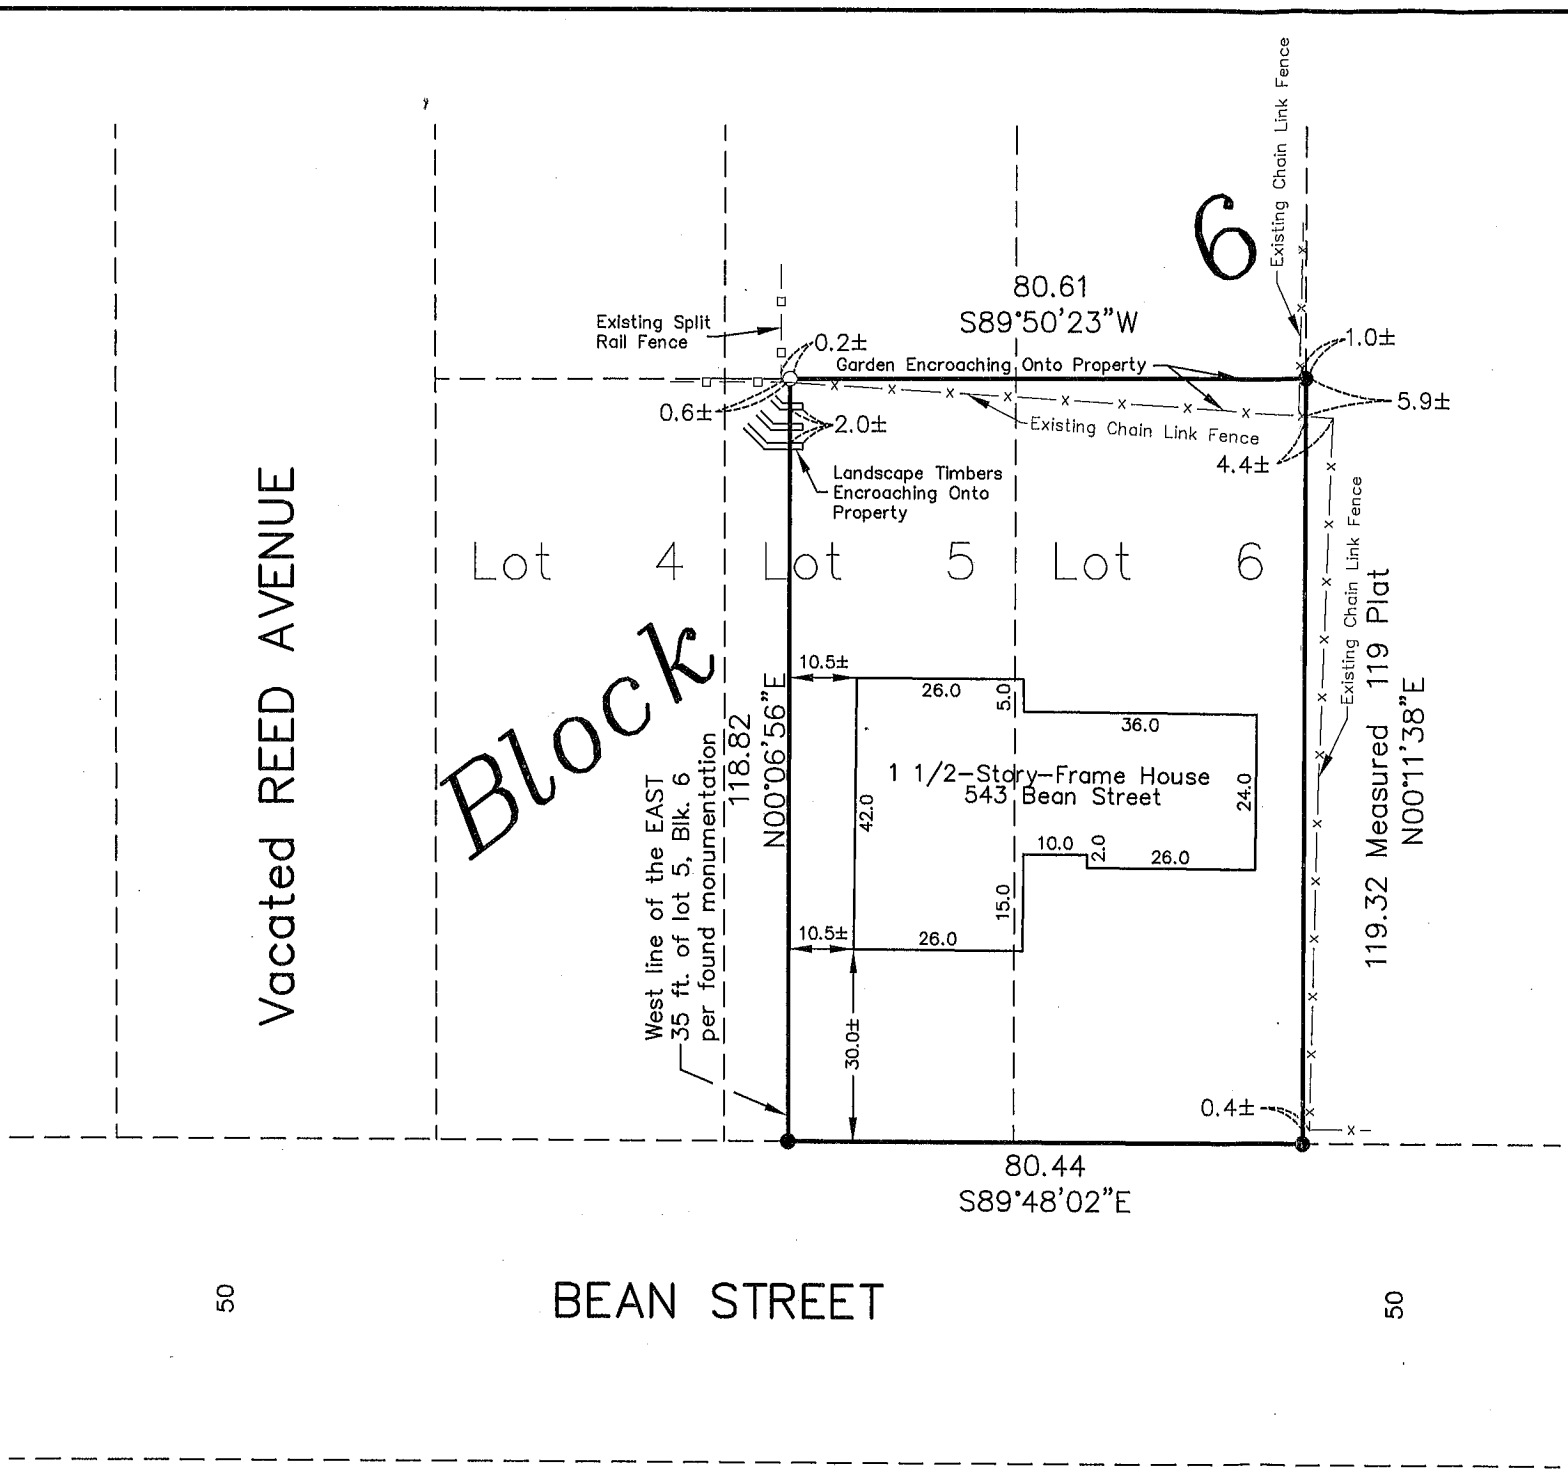 Existing Chain Link Fence
6
80.61
S89°50'23"W
Existing Split
Rail Fence
0.2±
1.0±
Garden Encroaching Onto Property
5.9±
0.6±
2.0±
Existing Chain Link Fence
4.4±
Landscape Timbers
Encroaching Onto
Property
Existing Chain Link Fence
Vacated REED AVENUE
Lot 4
Lot 5
Lot 6
Block
118.82
N00°06'56"E
West line of the EAST
35 ft. of lot 5, Blk. 6
per found monumentation
119.32 Measured 119 Plat
N00°11'38"E
10.5±
26.0
5.0
36.0
1 1/2-Story-Frame House
543 Bean Street
42.0
24.0
10.0
2.0
26.0
15.0
10.5±
26.0
30.0±
0.4±
80.44
S89°48'02"E
50
BEAN STREET
50